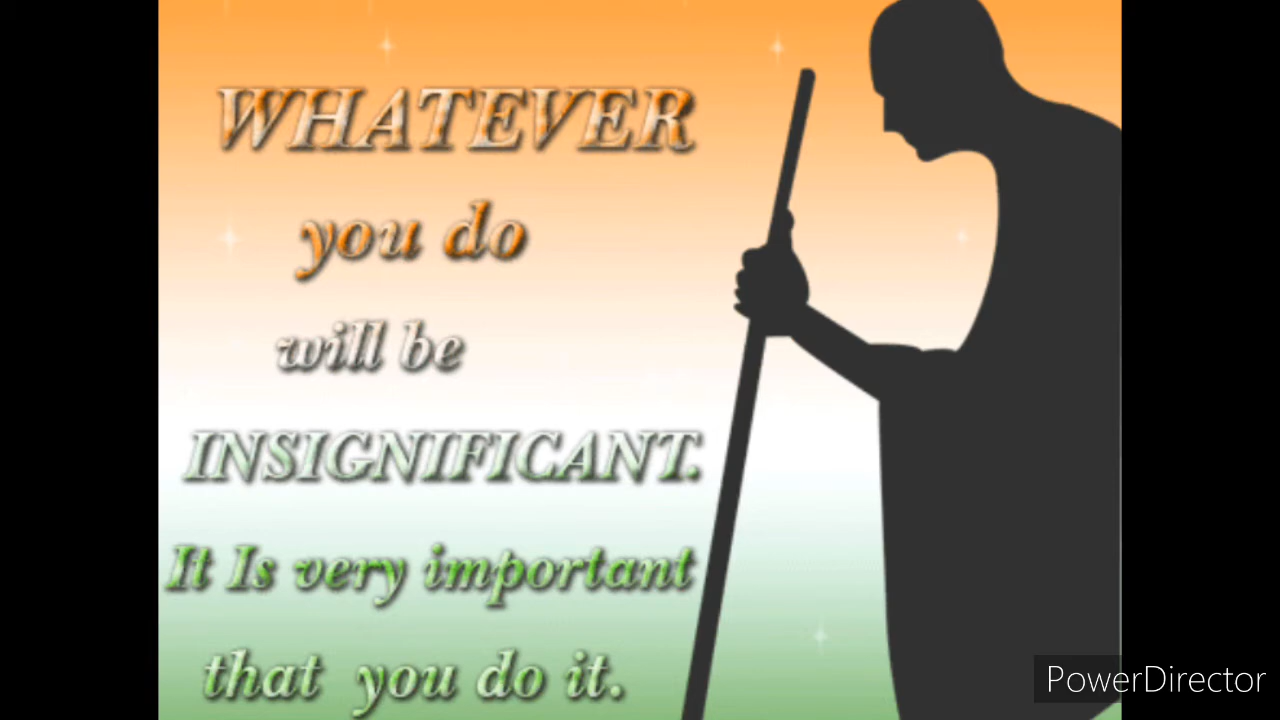 WHATEVER
you do
will be
INSIGNIFICANT.
It Is very important
that you do it.
PowerDirector